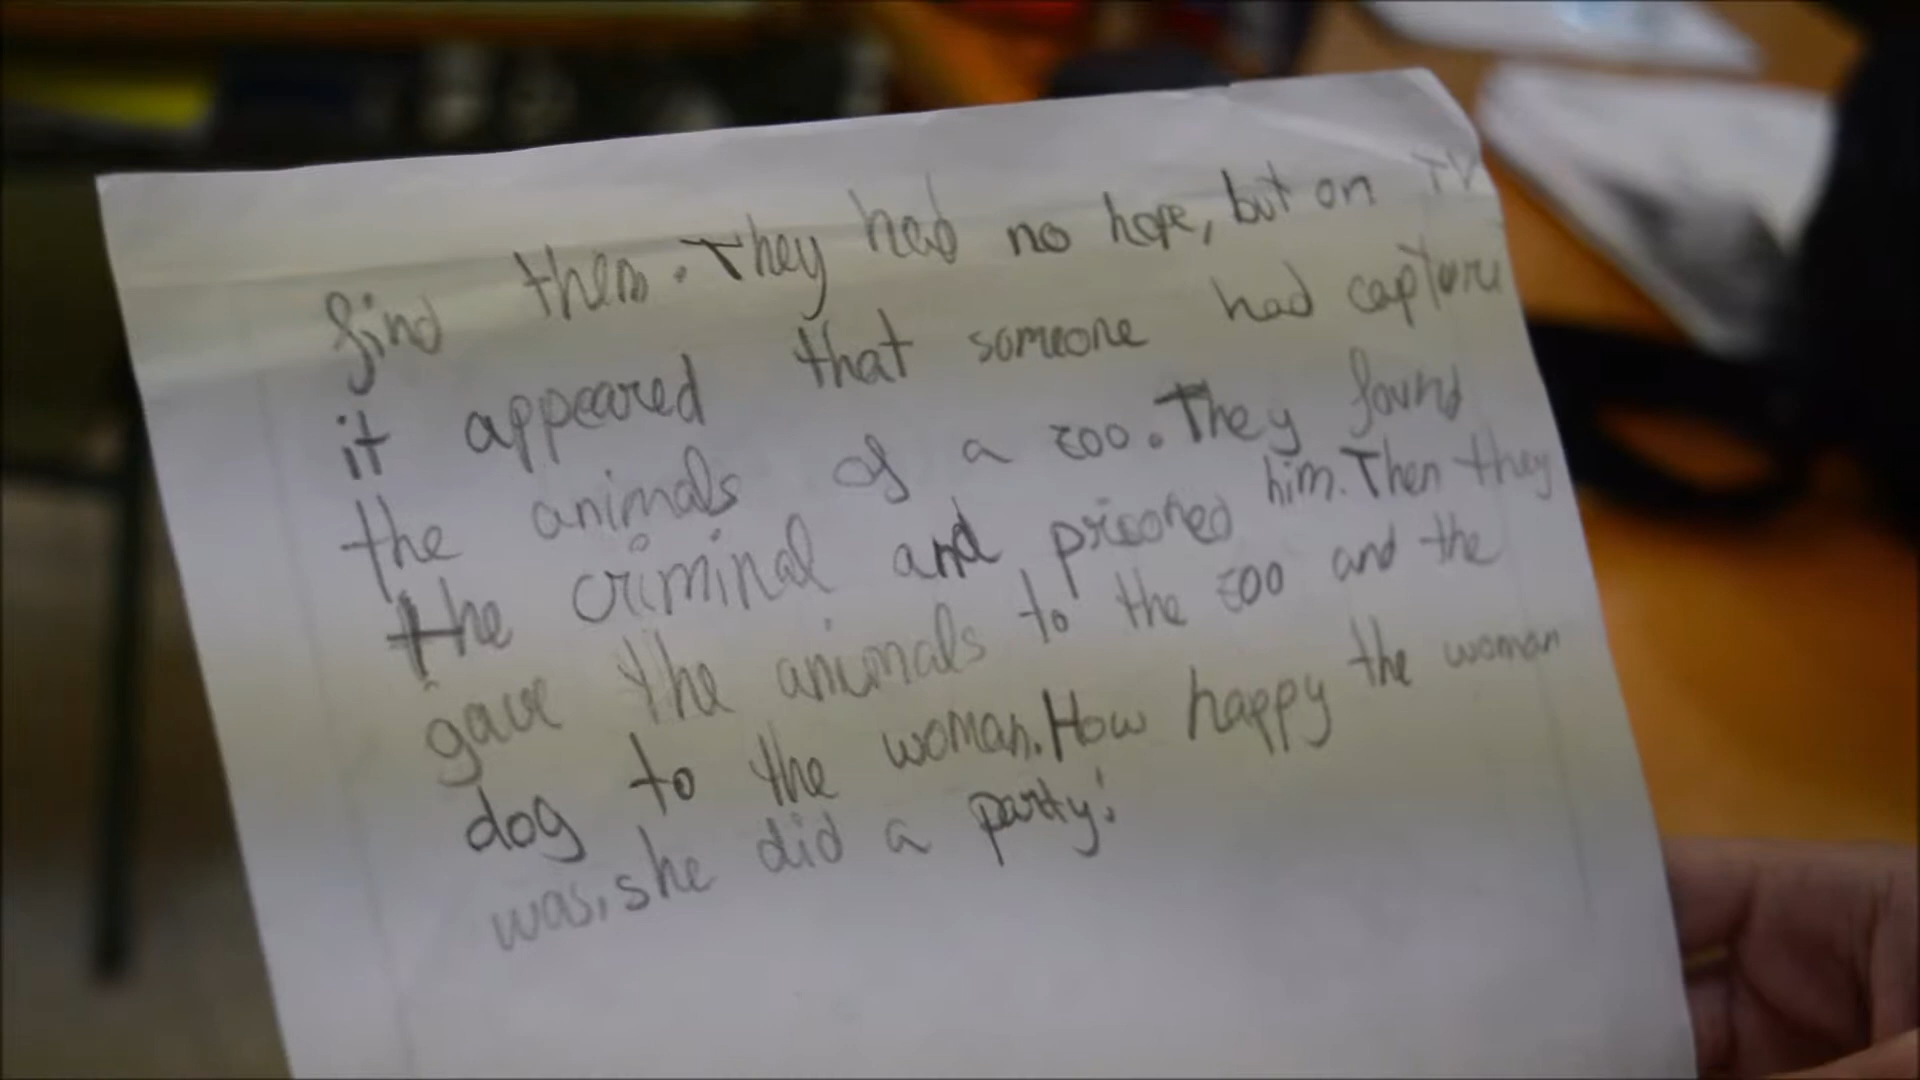 find them. They had no hope, but on TV
it appeared that someone had capture
the animals of a zoo. They found
the criminal and prisoned him. Then they
gave the animals to the zoo and the
dog to the woman. How happy the woman
was, she did a party!